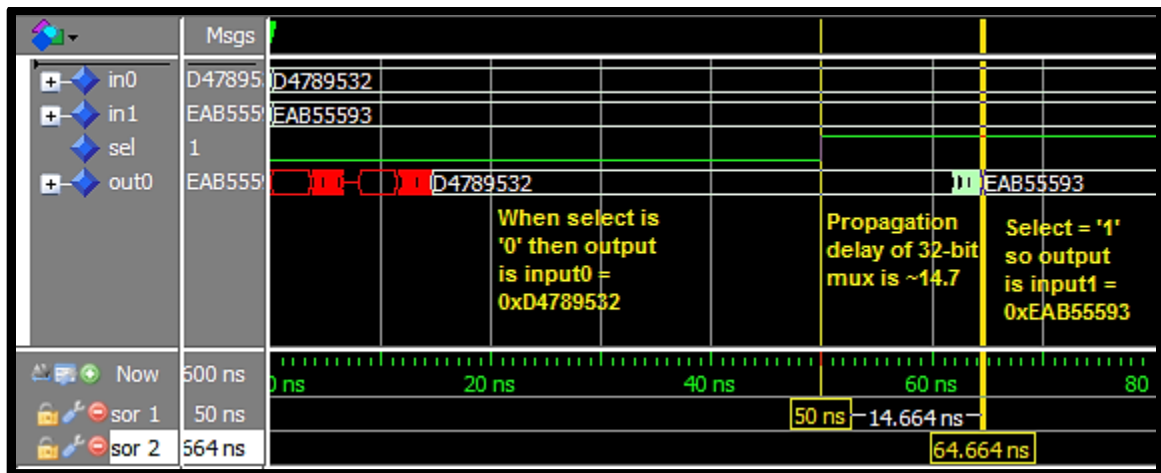 Msgs
in0 D47895 D4789532
in1 EAB555 EAB55593
sel 1
out0 EAB555 D4789532 EAB55593
When select is
'0' then output
is input0 =
0xD4789532
Propagation
delay of 32-bit
mux is ~14.7
Select = '1'
so output
is input1 =
0xEAB55593
Now 600 ns 0 ns 20 ns 40 ns 60 ns 80
sor 1 50 ns 50 ns 14.664 ns
sor 2 664 ns 64.664 ns